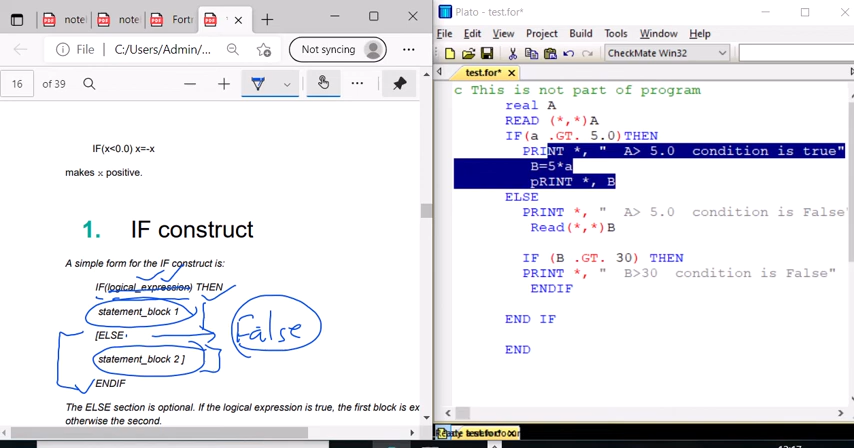 note
note
Fort
File
C:/Users/Admin/...
Not syncing
16 of 39
IF(x<0.0) x=-x
makes x positive.
1. IF construct
A simple form for the IF construct is:
IF(logical_expression) THEN
statement_block 1
[ELSE
statement_block 2 ]
ENDIF
False
The ELSE section is optional. If the logical expression is true, the first block is ex
otherwise the second.
Plato - test.for*
File Edit View Project Build Tools Window Help
CheckMate Win32
test.for*
c This is not part of program
real A
READ (*,*)A
IF(a .GT. 5.0)THEN
PRINT *, " A> 5.0 condition is true"
B=5*a
pRINT *, B
ELSE
PRINT *, " A> 5.0 condition is False"
Read(*,*)B
IF (B .GT. 30) THEN
PRINT *, " B>30 condition is False"
ENDIF
END IF
END
12:17